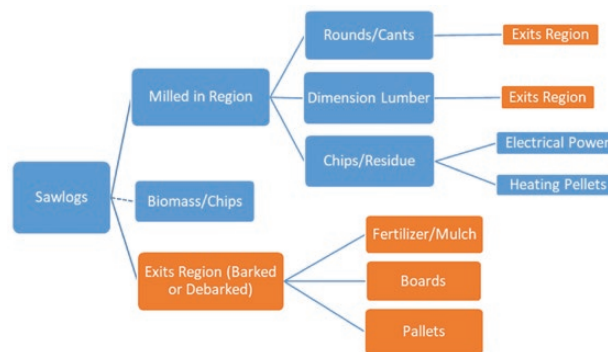 Rounds/Cants
Exits Region
Milled in Region
Dimension Lumber
Exits Region
Chips/Residue
Electrical Power
Heating Pellets
Sawlogs
Biomass/Chips
Exits Region (Barked
or Debarked)
Fertilizer/Mulch
Boards
Pallets